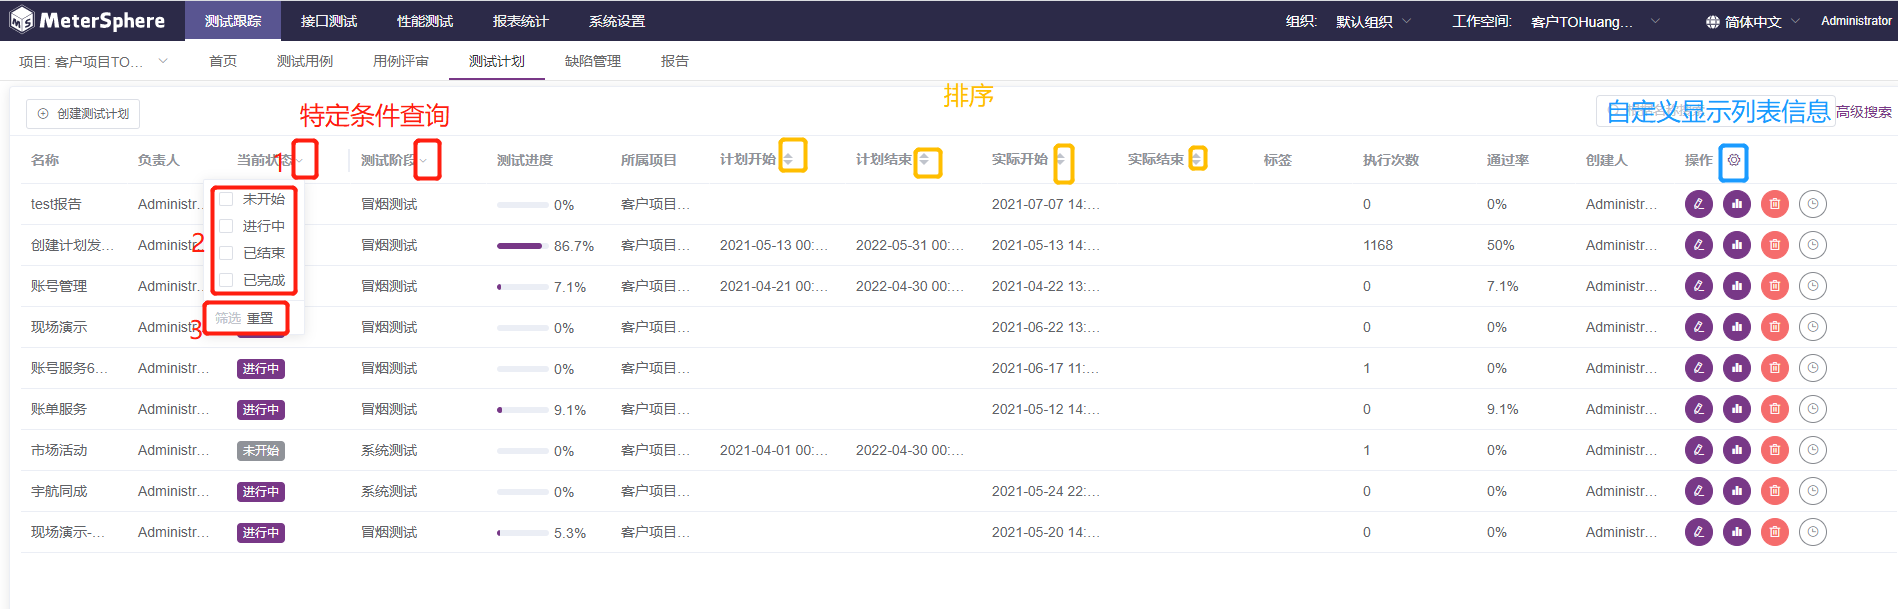 MeterSphere 测试跟踪 接口测试 性能测试 报表统计 系统设置 组织: 默认组织 工作空间: 客户TOHuang... 简体中文 Administrator
项目: 客户项目TO... 首页 测试用例 用例评审 测试计划 缺陷管理 报告
排序
创建测试计划 特定条件查询 自定义显示列表信息 高级搜索
名称 负责人 当前状态 1 测试阶段 测试进度 所属项目 计划开始 计划结束 实际开始 实际结束 标签 执行次数 通过率 创建人 操作
test报告 Administr... 未开始 冒烟测试 0% 客户项目... 2021-07-07 14:... 0 0% Administr...
进行中
创建计划发... Administr 2 已结束 冒烟测试 86.7% 客户项目... 2021-05-13 00:... 2022-05-31 00:... 2021-05-13 14:... 1168 50% Administr...
账号管理 Administr... 已完成 冒烟测试 7.1% 客户项目... 2021-04-21 00:... 2022-04-30 00:... 2021-04-22 13:... 0 7.1% Administr...
3 筛选 重置
现场演示 Administr 冒烟测试 0% 客户项目... 2021-06-22 13:... 0 0% Administr...
账号服务6... Administr... 进行中 冒烟测试 0% 客户项目... 2021-06-17 11:... 1 0% Administr...
账单服务 Administr... 进行中 冒烟测试 9.1% 客户项目... 2021-05-12 14:... 0 9.1% Administr...
市场活动 Administr... 未开始 系统测试 0% 客户项目... 2021-04-01 00:... 2022-04-30 00:... 1 0% Administr...
宇航同成 Administr... 进行中 系统测试 0% 客户项目... 2021-05-24 22:... 0 0% Administr...
现场演示-... Administr... 进行中 冒烟测试 5.3% 客户项目... 2021-05-20 14:... 0 0% Administr...